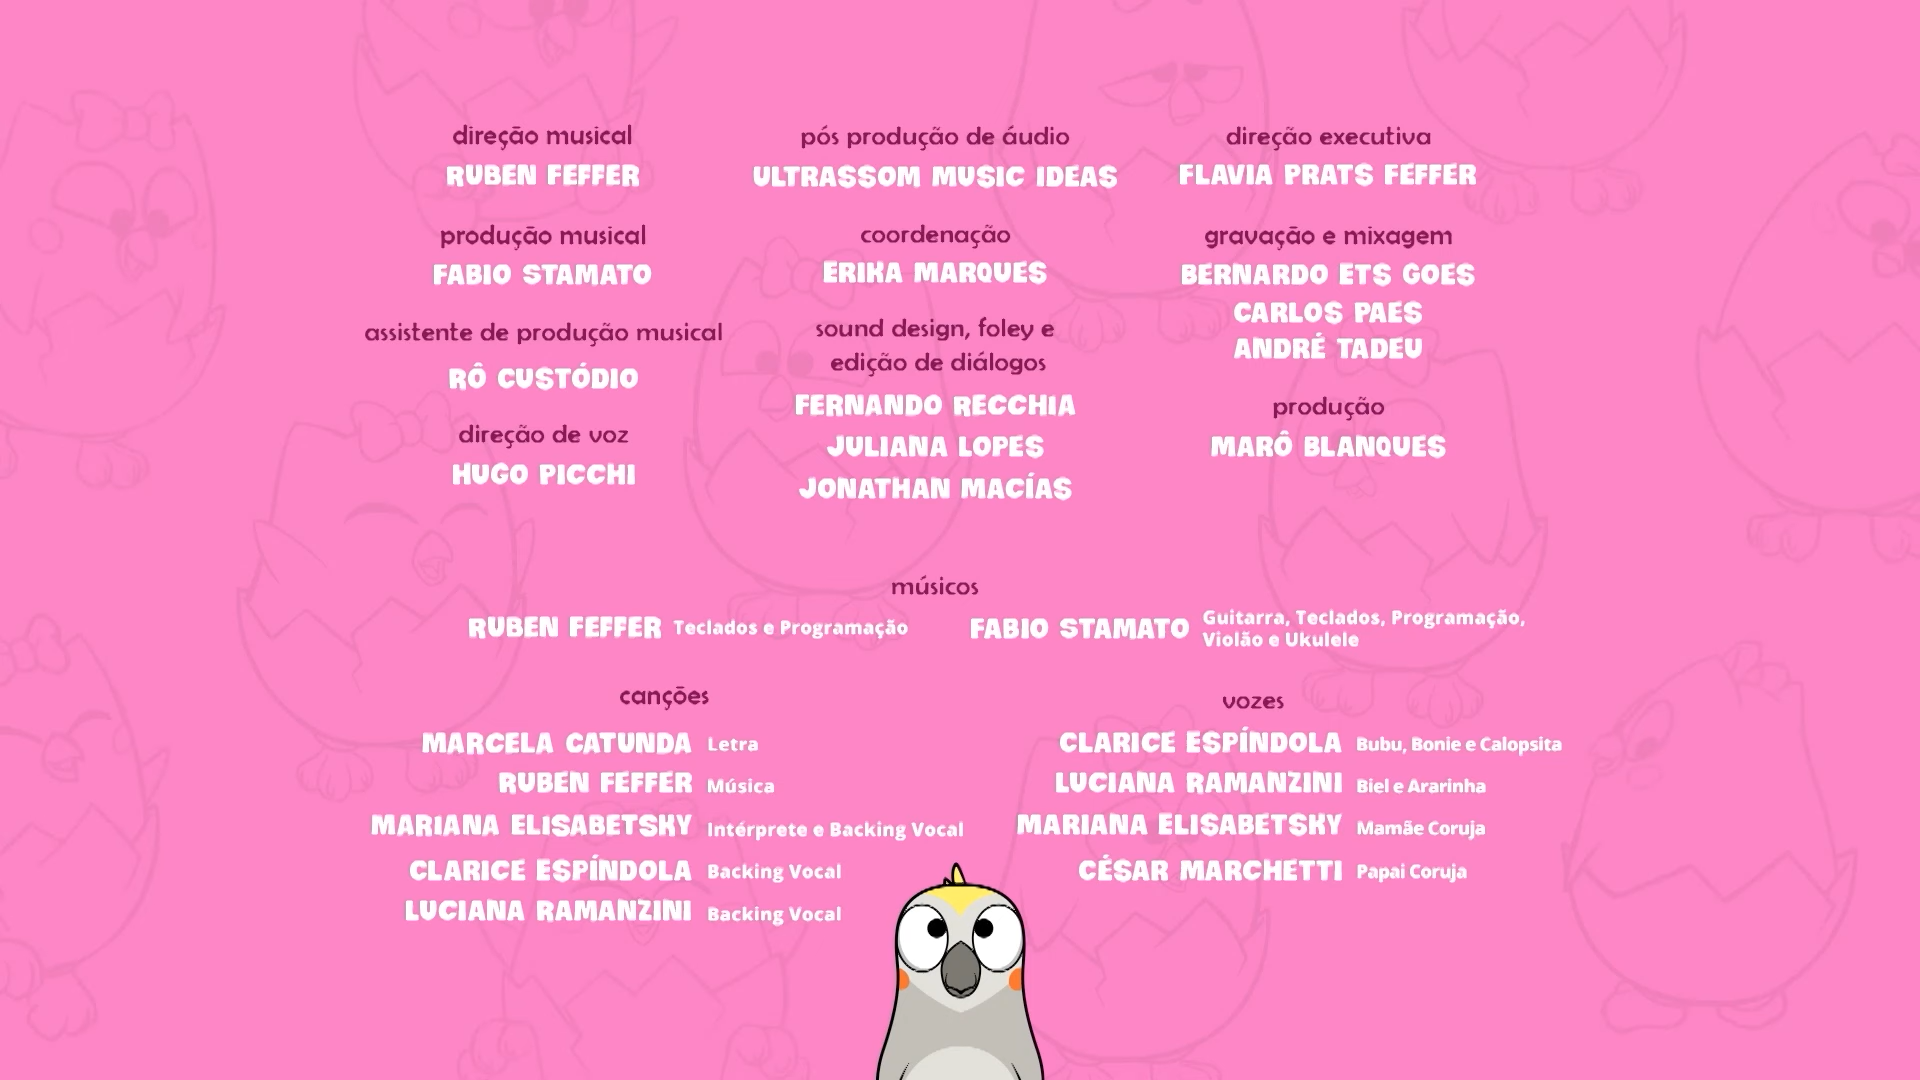 direção musical
RUBEN FEFFER
produção musical
FABIO STAMATO
assistente de produção musical
RÔ CUSTÓDIO
direção de voz
HUGO PICCHI
pós produção de áudio
ULTRASSOM MUSIC IDEAS
coordenação
ERIKA MARQUES
sound design, foley e
edição de diálogos
FERNANDO RECCHIA
JULIANA LOPES
JONATHAN MACÍAS
direção executiva
FLAVIA PRATS FEFFER
gravação e mixagem
BERNARDO ETS GOES
CARLOS PAES
ANDRÉ TADEU
produção
MARÔ BLANQUES
músicos
RUBEN FEFFER Teclados e Programação
FABIO STAMATO Guitarra, Teclados, Programação,
Violão e Ukulele
canções
MARCELA CATUNDA Letra
RUBEN FEFFER Música
MARIANA ELISABETSKY Intérprete e Backing Vocal
CLARICE ESPÍNDOLA Backing Vocal
LUCIANA RAMANZINI Backing Vocal
vozes
CLARICE ESPÍNDOLA Bubu, Bonie e Calopsita
LUCIANA RAMANZINI Biel e Ararinha
MARIANA ELISABETSKY Mamãe Coruja
CÉSAR MARCHETTI Papai Coruja